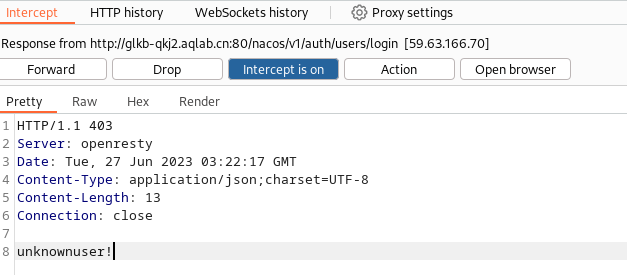 Intercept HTTP history WebSockets history Proxy settings
Response from http://glkb-qkj2.aqlab.cn:80/nacos/v1/auth/users/login [59.63.166.70]
Forward Drop Intercept is on Action Open browser
Pretty Raw Hex Render
1 HTTP/1.1 403
2 Server: openresty
3 Date: Tue, 27 Jun 2023 03:22:17 GMT
4 Content-Type: application/json;charset=UTF-8
5 Content-Length: 13
6 Connection: close
7
8 unknownuser!